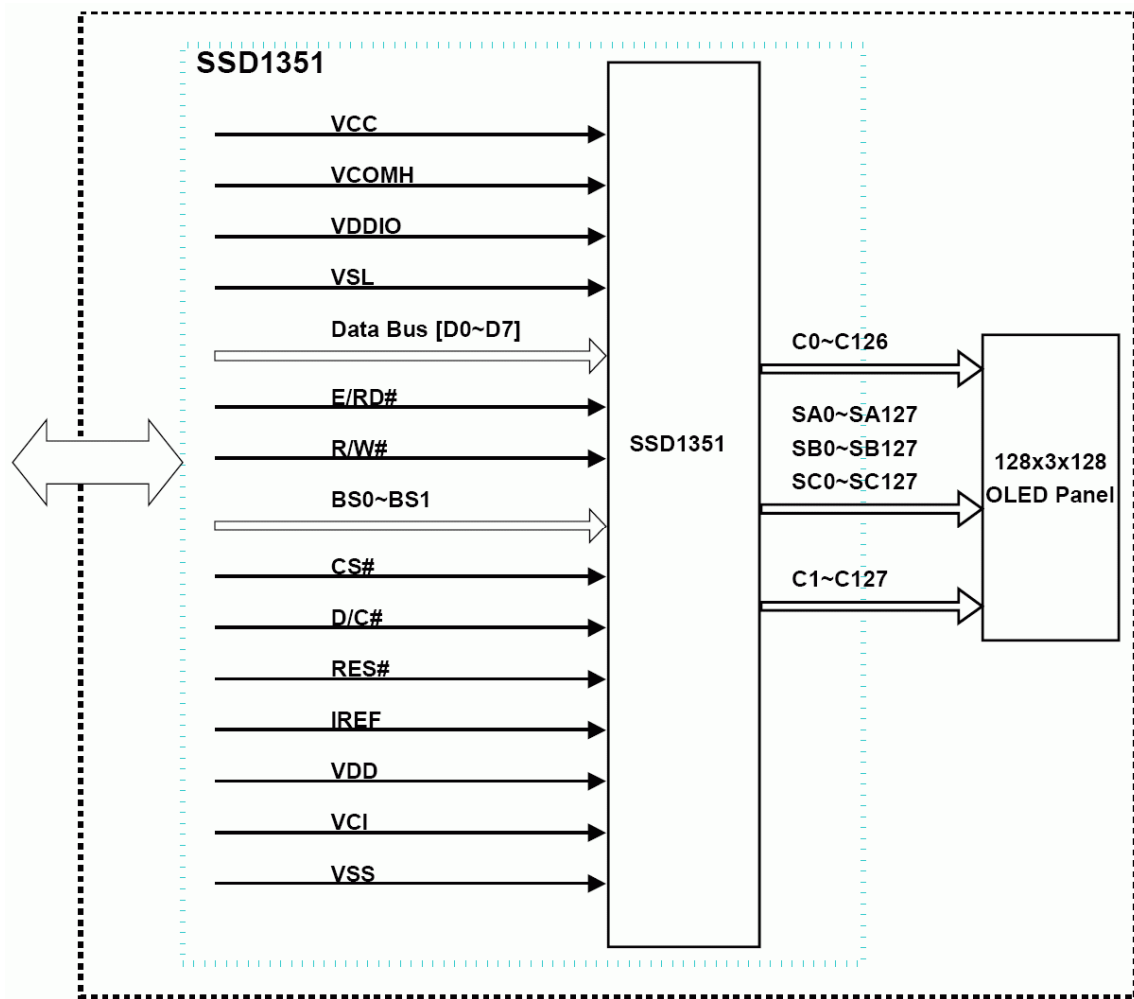 SSD1351
VCC
VCOMH
VDDIO
VSL
Data Bus [D0~D7]
E/RD#
R/W#
BS0~BS1
CS#
D/C#
RES#
IREF
VDD
VCI
VSS
SSD1351
C0~C126
SA0~SA127
SB0~SB127
SC0~SC127
C1~C127
128x3x128
OLED Panel